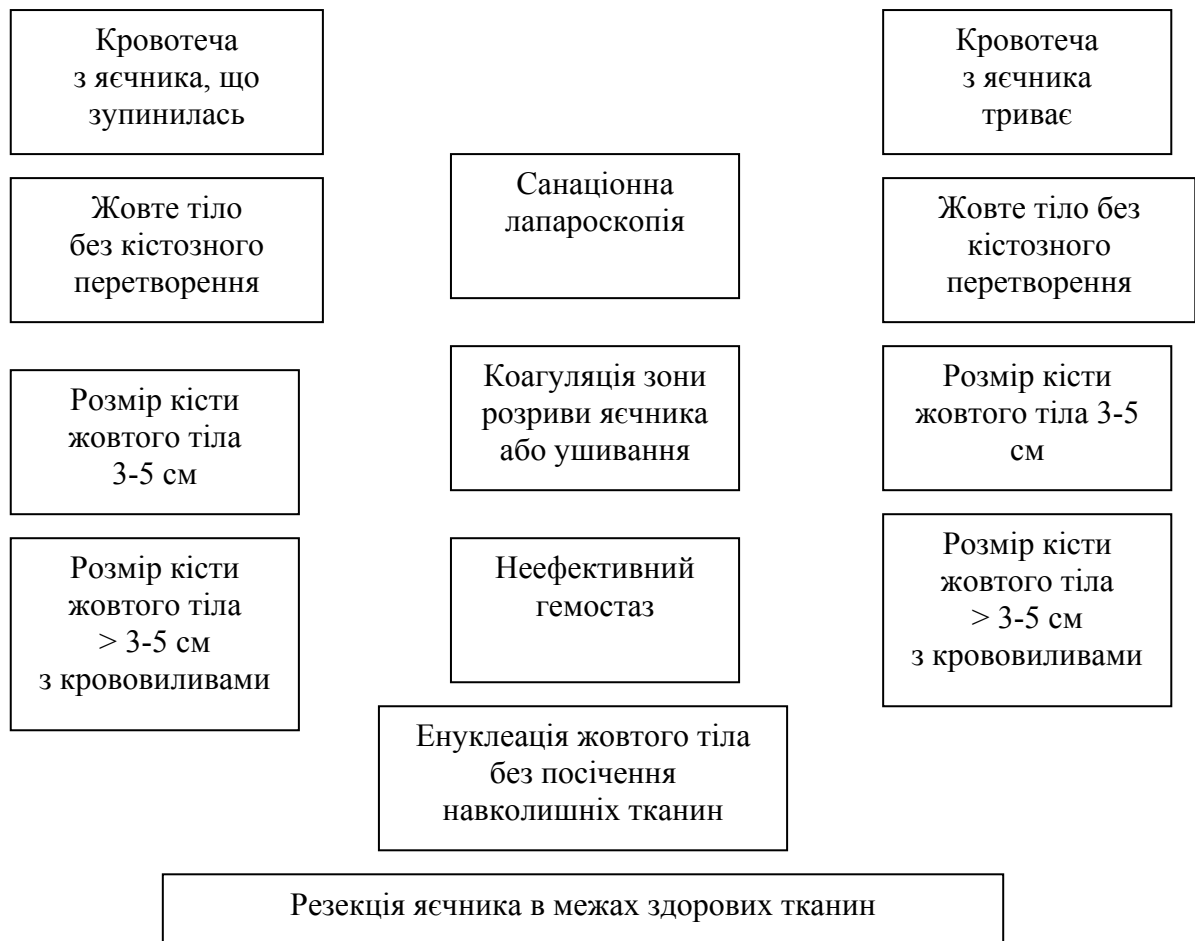 Кровотеча
з яєчника, що
зупинилась
Кровотеча
з яєчника
триває
Санаціонна
лапароскопія
Жовте тіло
без кістозного
перетворення
Жовте тіло без
кістозного
перетворення
Розмір кісти
жовтого тіла
3-5 см
Коагуляція зони
розриви яєчника
або ушивання
Розмір кісти
жовтого тіла 3-5
см
Розмір кісти
жовтого тіла
> 3-5 см
з крововиливами
Неефективний
гемостаз
Розмір кісти
жовтого тіла
> 3-5 см
з крововиливами
Енуклеація жовтого тіла
без посічення
навколишніх тканин
Резекція яєчника в межах здорових тканин